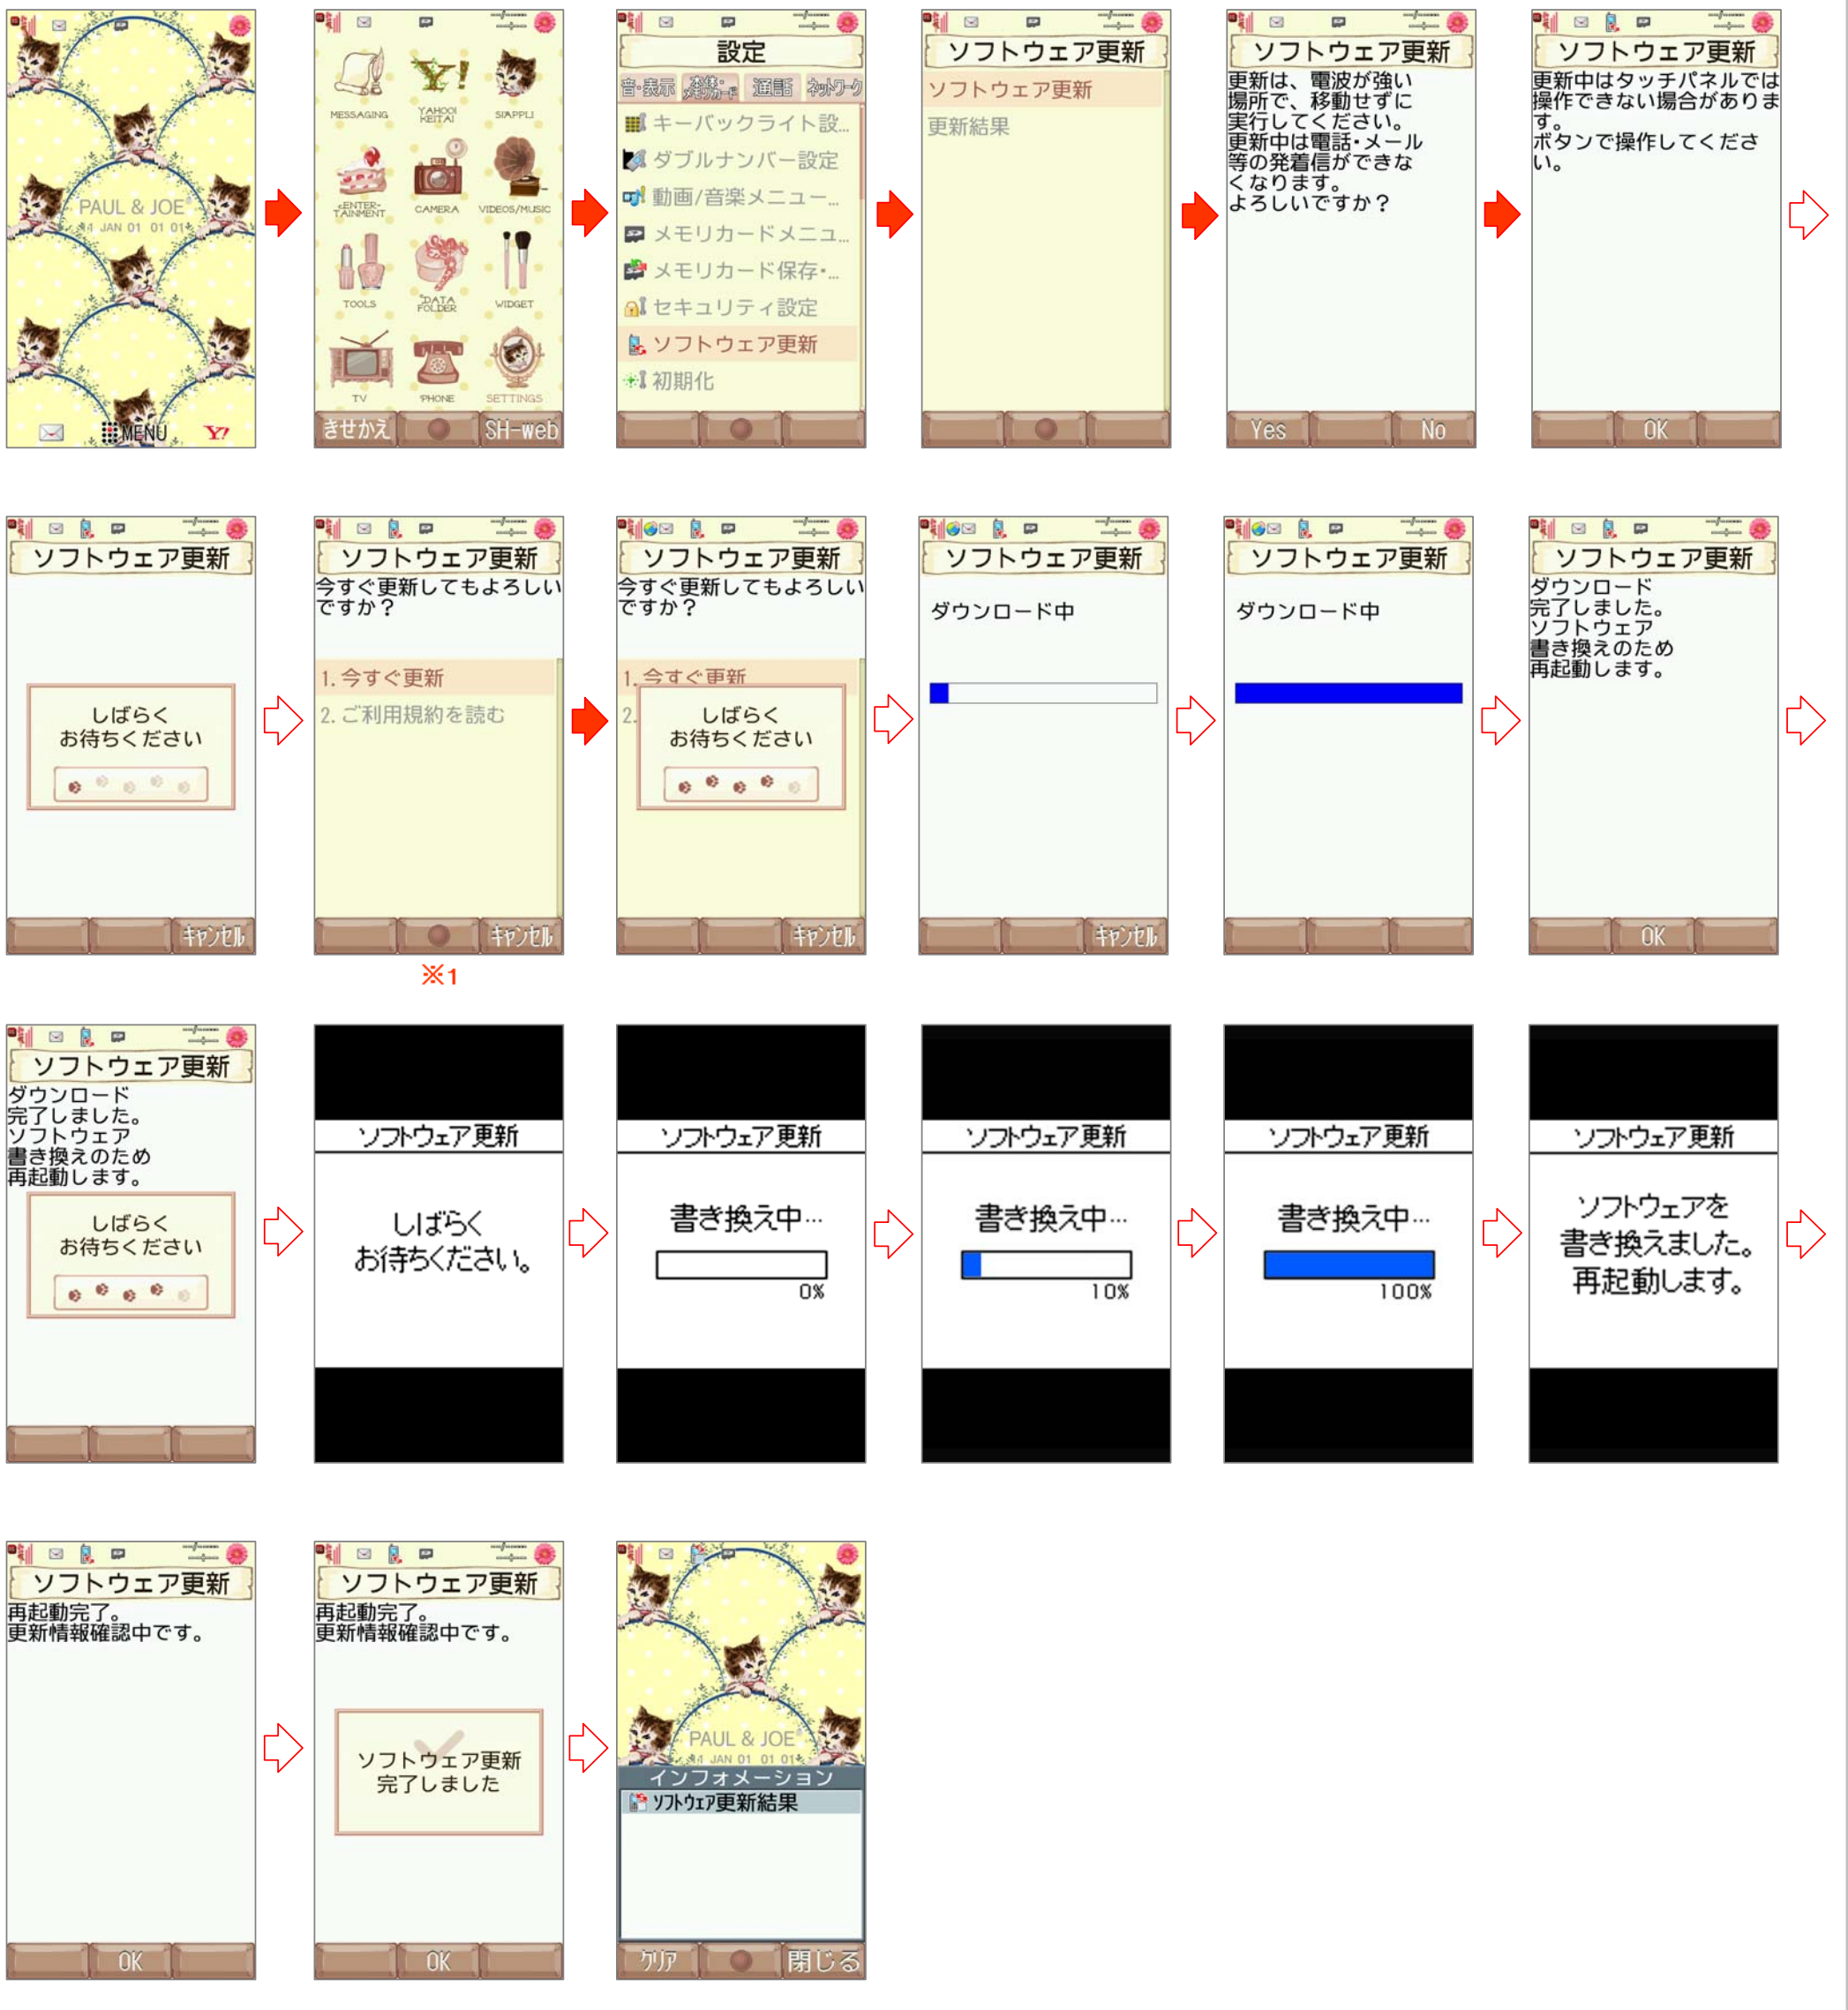 PAUL & JOE
11 JAN 01 01 01
MENU
Y!
MESSAGING
YAHOO! KEITAI
S!APPLI
ENTER-TAINMENT
CAMERA
VIDEOS/MUSIC
TOOLS
DATA FOLDER
WIDGET
TV
PHONE
SETTINGS
きせかえ
SH-web
設定
音・表示 本体・メモリカード 通話 ネットワーク
キーバックライト設…
ダブルナンバー設定
動画/音楽メニュー…
メモリカードメニュ…
メモリカード保存・…
セキュリティ設定
ソフトウェア更新
初期化
ソフトウェア更新
ソフトウェア更新
更新結果
ソフトウェア更新
更新は、電波が強い
場所で、移動せずに
実行してください。
更新中は電話・メール
等の発着信ができな
くなります。
よろしいですか？
Yes
No
ソフトウェア更新
更新中はタッチパネルでは
操作できない場合がありま
す。
ボタンで操作してくださ
い。
OK
ソフトウェア更新
しばらく
お待ちください
キャンセル
ソフトウェア更新
今すぐ更新してもよろしい
ですか？
1.今すぐ更新
2.ご利用規約を読む
キャンセル
※1
ソフトウェア更新
今すぐ更新してもよろしい
ですか？
1.今すぐ更新
2.
しばらく
お待ちください
キャンセル
ソフトウェア更新
ダウンロード中
キャンセル
ソフトウェア更新
ダウンロード中
ソフトウェア更新
ダウンロード
完了しました。
ソフトウェア
書き換えのため
再起動します。
OK
ソフトウェア更新
ダウンロード
完了しました。
ソフトウェア
書き換えのため
再起動します。
しばらく
お待ちください
ソフトウェア更新
しばらく
お待ちください。
ソフトウェア更新
書き換え中…
0%
ソフトウェア更新
書き換え中…
10%
ソフトウェア更新
書き換え中…
100%
ソフトウェア更新
ソフトウェアを
書き換えました。
再起動します。
ソフトウェア更新
再起動完了。
更新情報確認中です。
OK
ソフトウェア更新
再起動完了。
更新情報確認中です。
ソフトウェア更新
完了しました
OK
PAUL & JOE
11 JAN 01 01 01
インフォメーション
ソフトウェア更新結果
クリア
閉じる